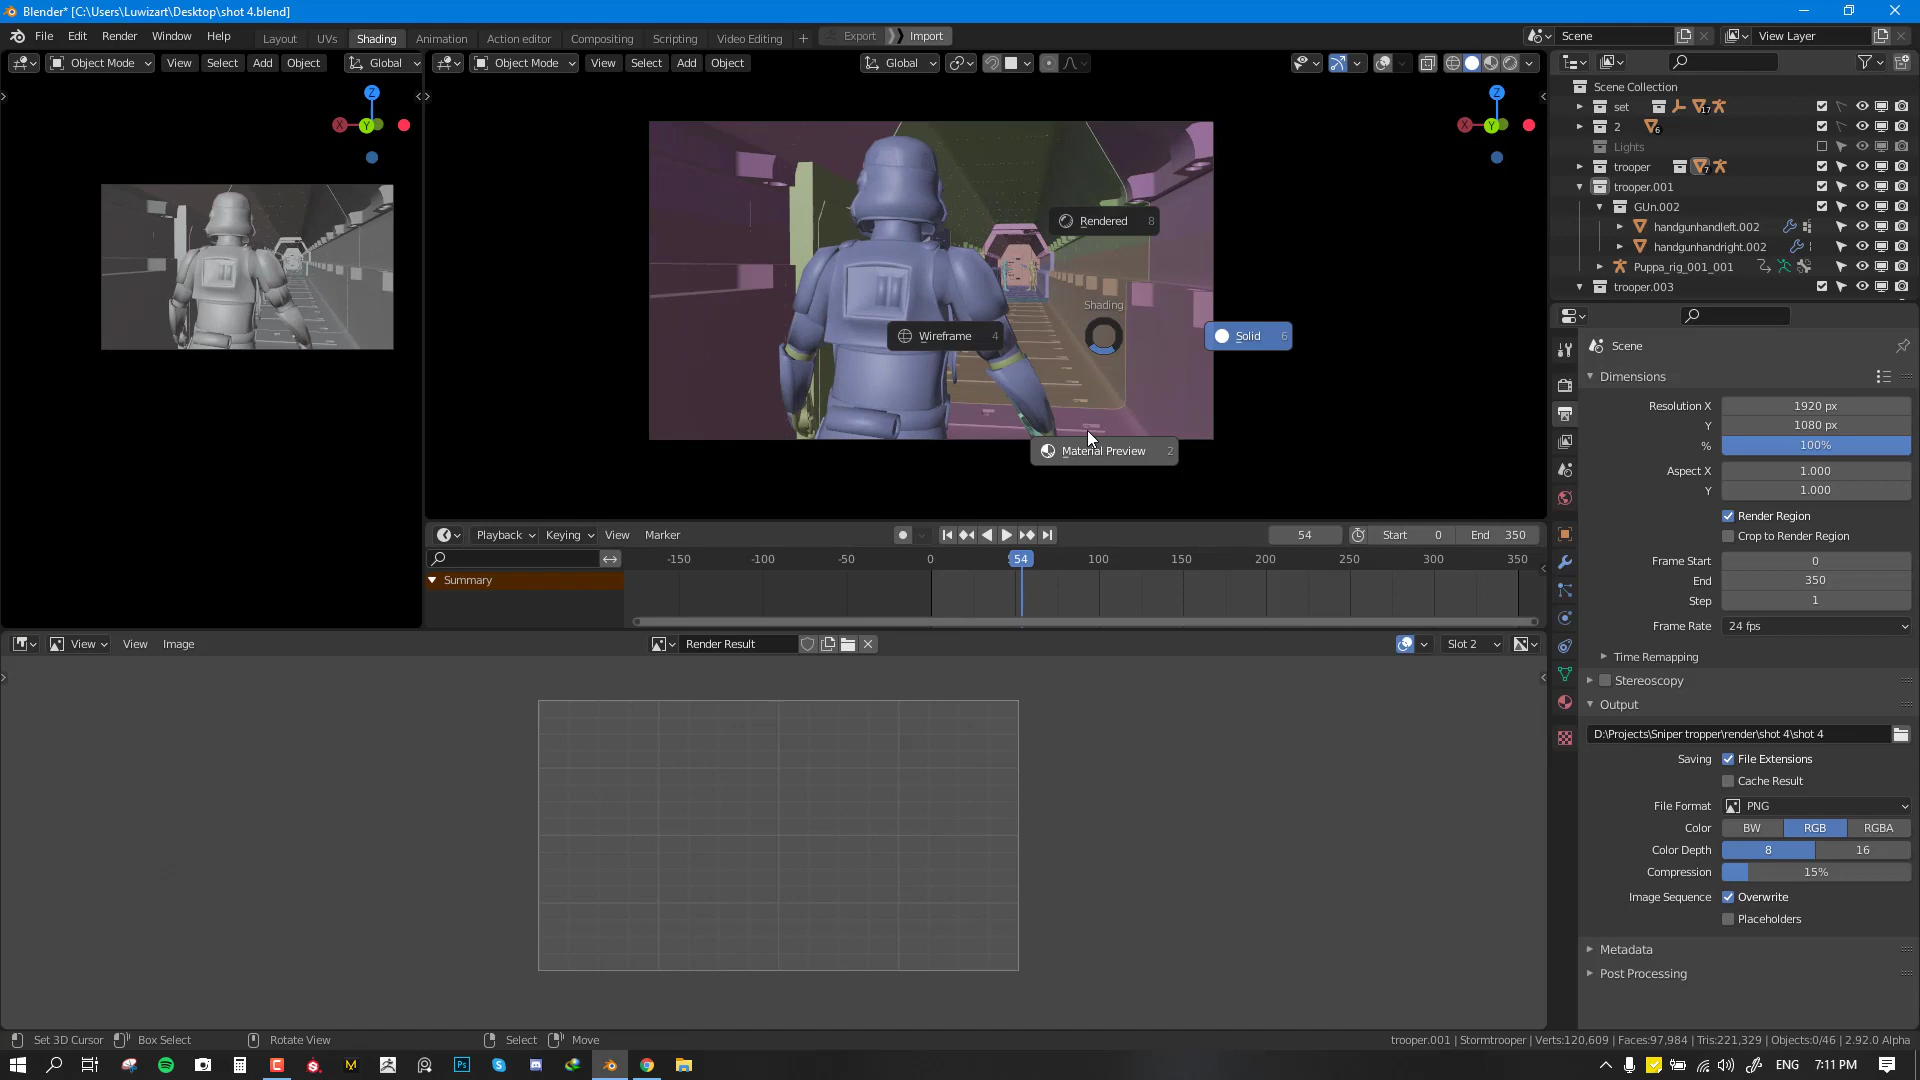 Blender* [C:\Users\Luwizart\Desktop\shot 4.blend]
File Edit Render Window Help Layout UVs Shading Animation Action editor Compositing Scripting Video Editing + Export Import Scene View Layer
Object Mode View Select Add Object Global
Object Mode View Select Add Object Global
Z
X
Y
Z
X
Y
Rendered 8
Shading
Wireframe 4
Solid 6
Material Preview 2
Scene Collection
set 17
2 6
Lights
trooper 7
trooper.001
GUn.002
handgunhandleft.002
handgunhandright.002
Puppa_rig_001_001
trooper.003
Scene
Dimensions
Resolution X 1920 px
Y 1080 px
% 100%
Aspect X 1.000
Y 1.000
Render Region
Crop to Render Region
Frame Start 0
End 350
Step 1
Frame Rate 24 fps
Time Remapping
Stereoscopy
Output
D:\Projects\Sniper tropper\render\shot 4\shot 4
Saving File Extensions
Cache Result
File Format PNG
Color BW RGB RGBA
Color Depth 8 16
Compression 15%
Image Sequence Overwrite
Placeholders
Metadata
Post Processing
Playback Keying View Marker 54 Start 0 End 350
-150 -100 -50 0 54 100 150 200 250 300 350
Summary
View View Image Render Result Slot 2
Set 3D Cursor Box Select Rotate View Select Move trooper.001 | Stormtrooper | Verts:120,609 | Faces:97,984 | Tris:221,329 | Objects:0/46 | 2.92.0 Alpha
Ps ENG 7:11 PM